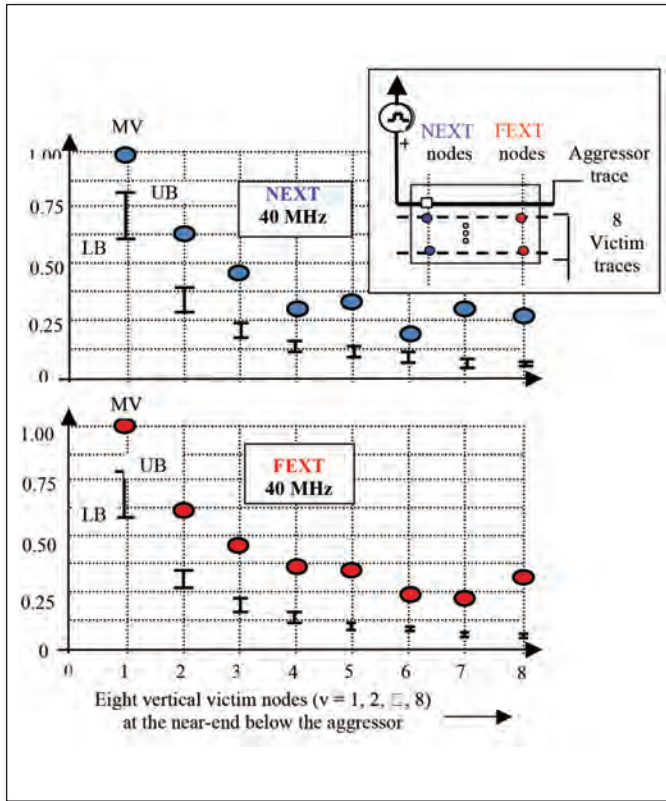 MV
1.00
UB
0.75
LB
0.50
0.25
0
NEXT
40 MHz
+
NEXT
nodes
FEXT
nodes
Aggressor
trace
8
Victim
traces
MV
1.00
UB
0.75
LB
0.50
0.25
0
FEXT
40 MHz
0 1 2 3 4 5 6 7 8
Eight vertical victim nodes (v = 1, 2, □, 8)
at the near-end below the aggressor